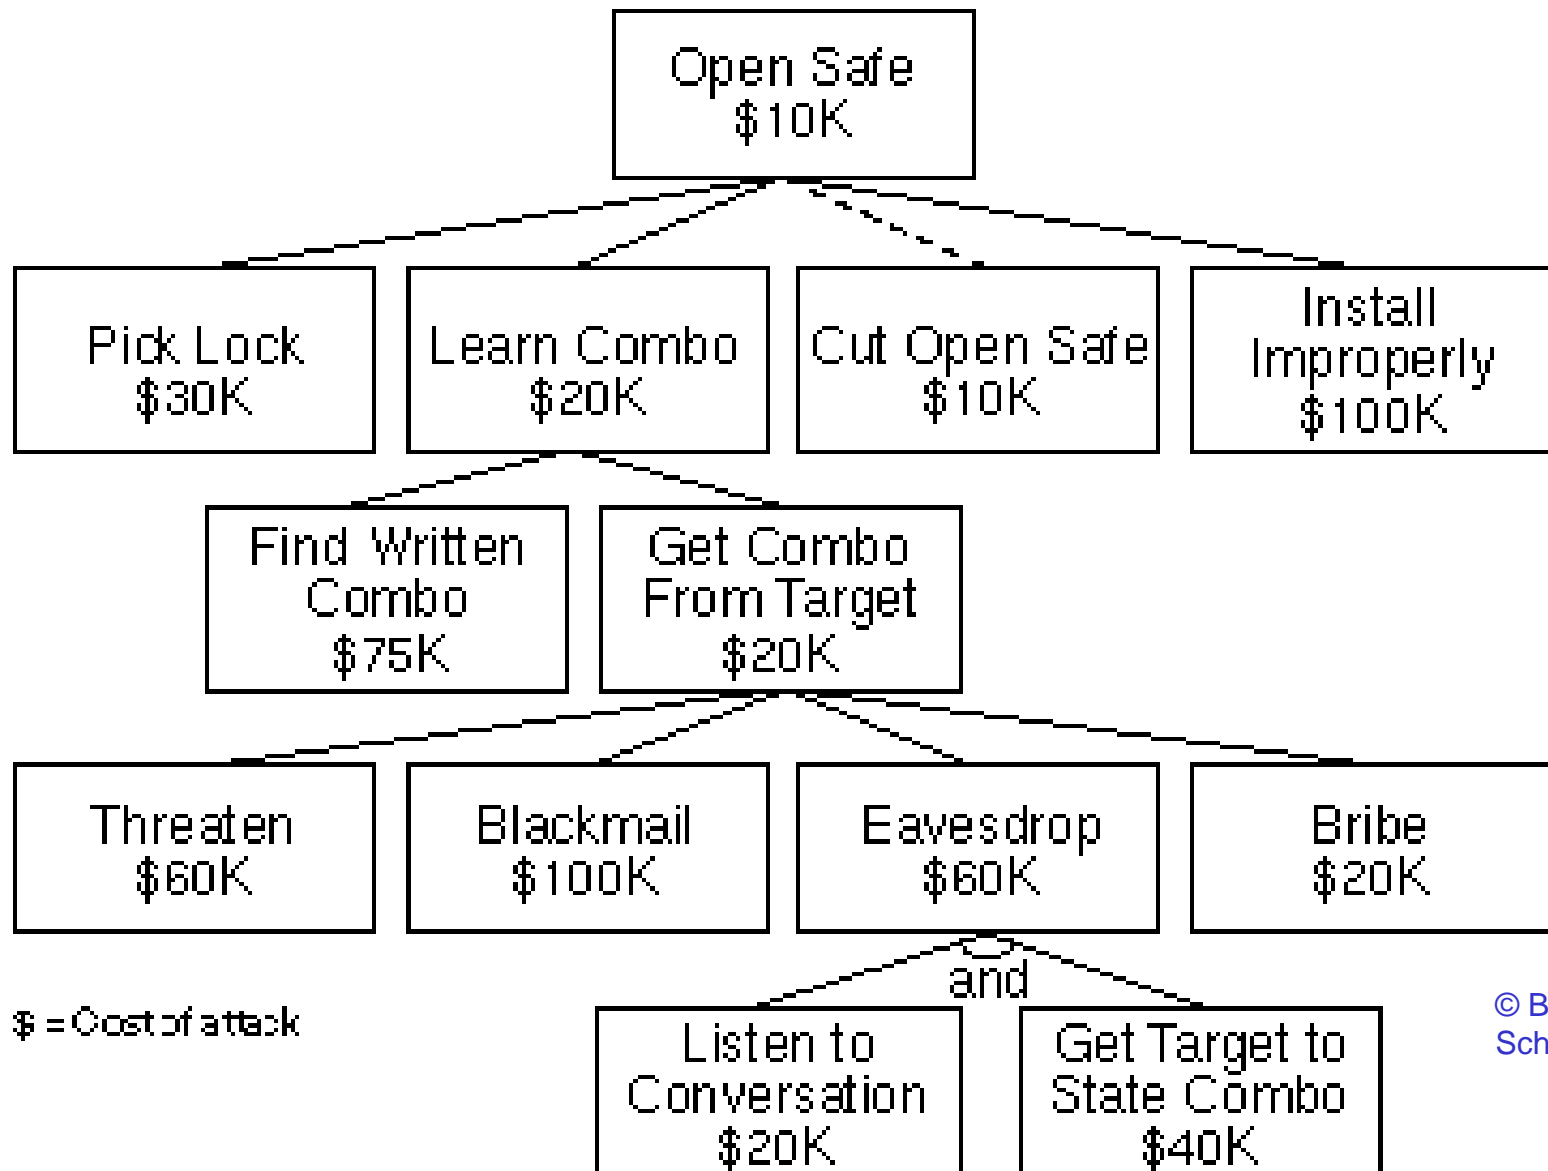 Open Safe
$10K
Pick Lock
$30K
Learn Combo
$20K
Cut Open Safe
$10K
Install
Improperly
$100K
Find Written
Combo
$75K
Get Combo
From Target
$20K
Threaten
$60K
Blackmail
$100K
Eavesdrop
$60K
Bribe
$20K
and
$ = Cost of attack
Listen to
Conversation
$20K
Get Target to
State Combo
$40K
© B
Sch